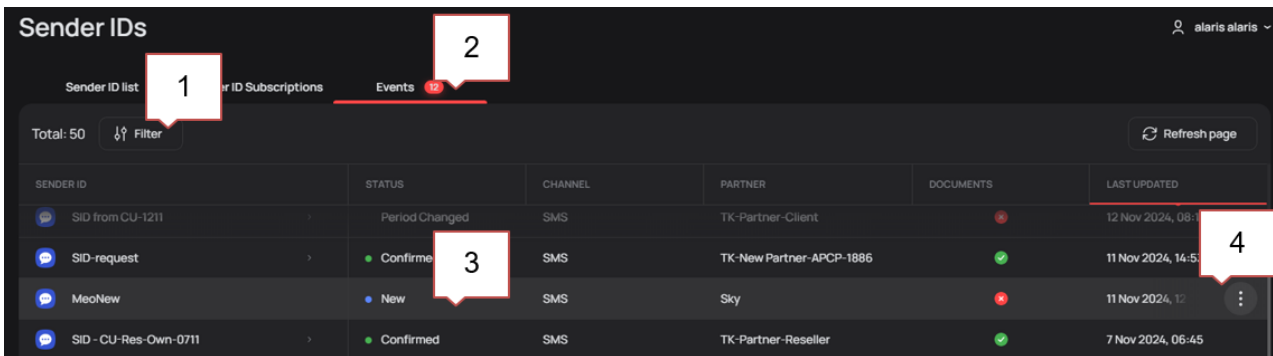 Sender IDs
alaris alaris
2
1
Sender ID list
r ID Subscriptions
Events 12
Total: 50
Filter
Refresh page
SENDER ID STATUS CHANNEL PARTNER DOCUMENTS LAST UPDATED
SID from CU-1211 Period Changed SMS TK-Partner-Client 12 Nov 2024, 08:1
4
3
SID-request Confirme SMS TK-New Partner-APCP-1886 11 Nov 2024, 14:5
MeoNew New SMS Sky 11 Nov 2024, 12
SID - CU-Res-Own-0711 Confirmed SMS TK-Partner-Reseller 7 Nov 2024, 06:45